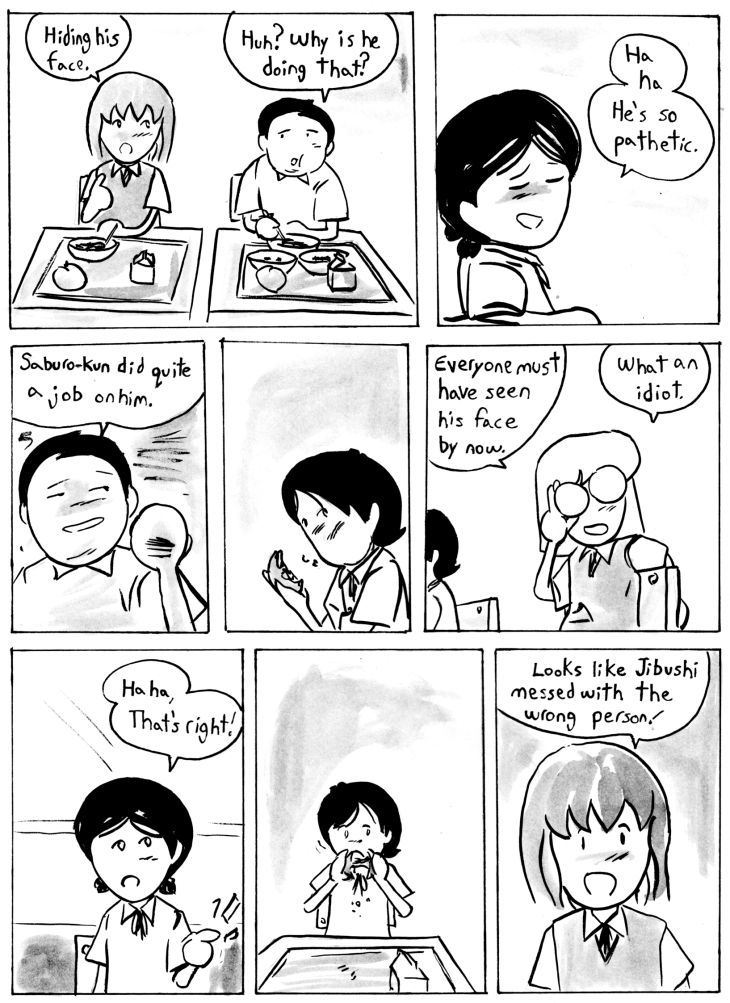 Hiding his
face.
Huh? Why is he
doing that?
Ha
ha
He's so
pathetic.
Saburo-kun did quite
a job on him.
Everyone must
have seen
his face
by now.
What an
idiot.
Ha ha,
That's right!
Looks like Jibushi
messed with the
wrong person!